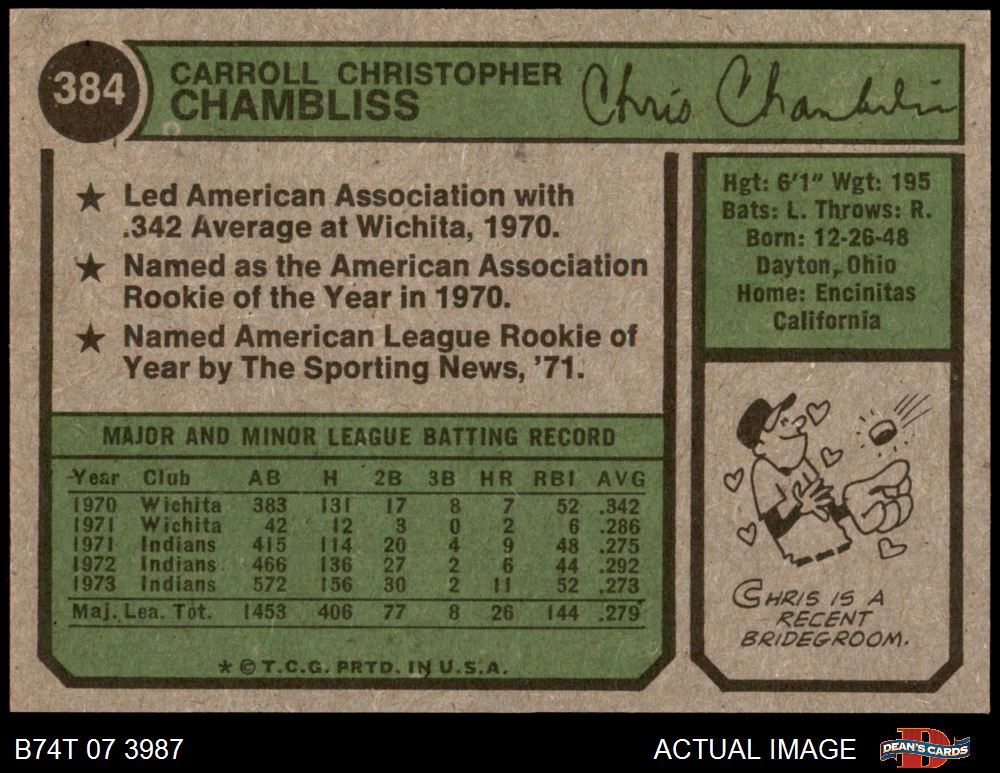 384
CARROLL CHRISTOPHER
CHAMBLISS
Chris Chambliss
★ Led American Association with
.342 Average at Wichita, 1970.
★ Named as the American Association
Rookie of the Year in 1970.
★ Named American League Rookie of
Year by The Sporting News, '71.
Hgt: 6'1" Wgt: 195
Bats: L. Throws: R.
Born: 12-26-48
Dayton, Ohio
Home: Encinitas
California
MAJOR AND MINOR LEAGUE BATTING RECORD
Year Club AB H 2B 3B HR RBI AVG
1970 Wichita 383 131 17 8 7 52 .342
1971 Wichita 42 12 3 0 2 6 .286
1971 Indians 415 114 20 4 9 48 .275
1972 Indians 466 136 27 2 6 44 .292
1973 Indians 572 156 30 2 11 52 .273
Maj. Lea. Tot. 1453 406 77 8 26 144 .279
* © T.C.G. PRTD. IN U.S.A.
CHRIS IS A
RECENT
BRIDEGROOM.
B74T 07 3987
ACTUAL IMAGE
DEAN'S CARDS